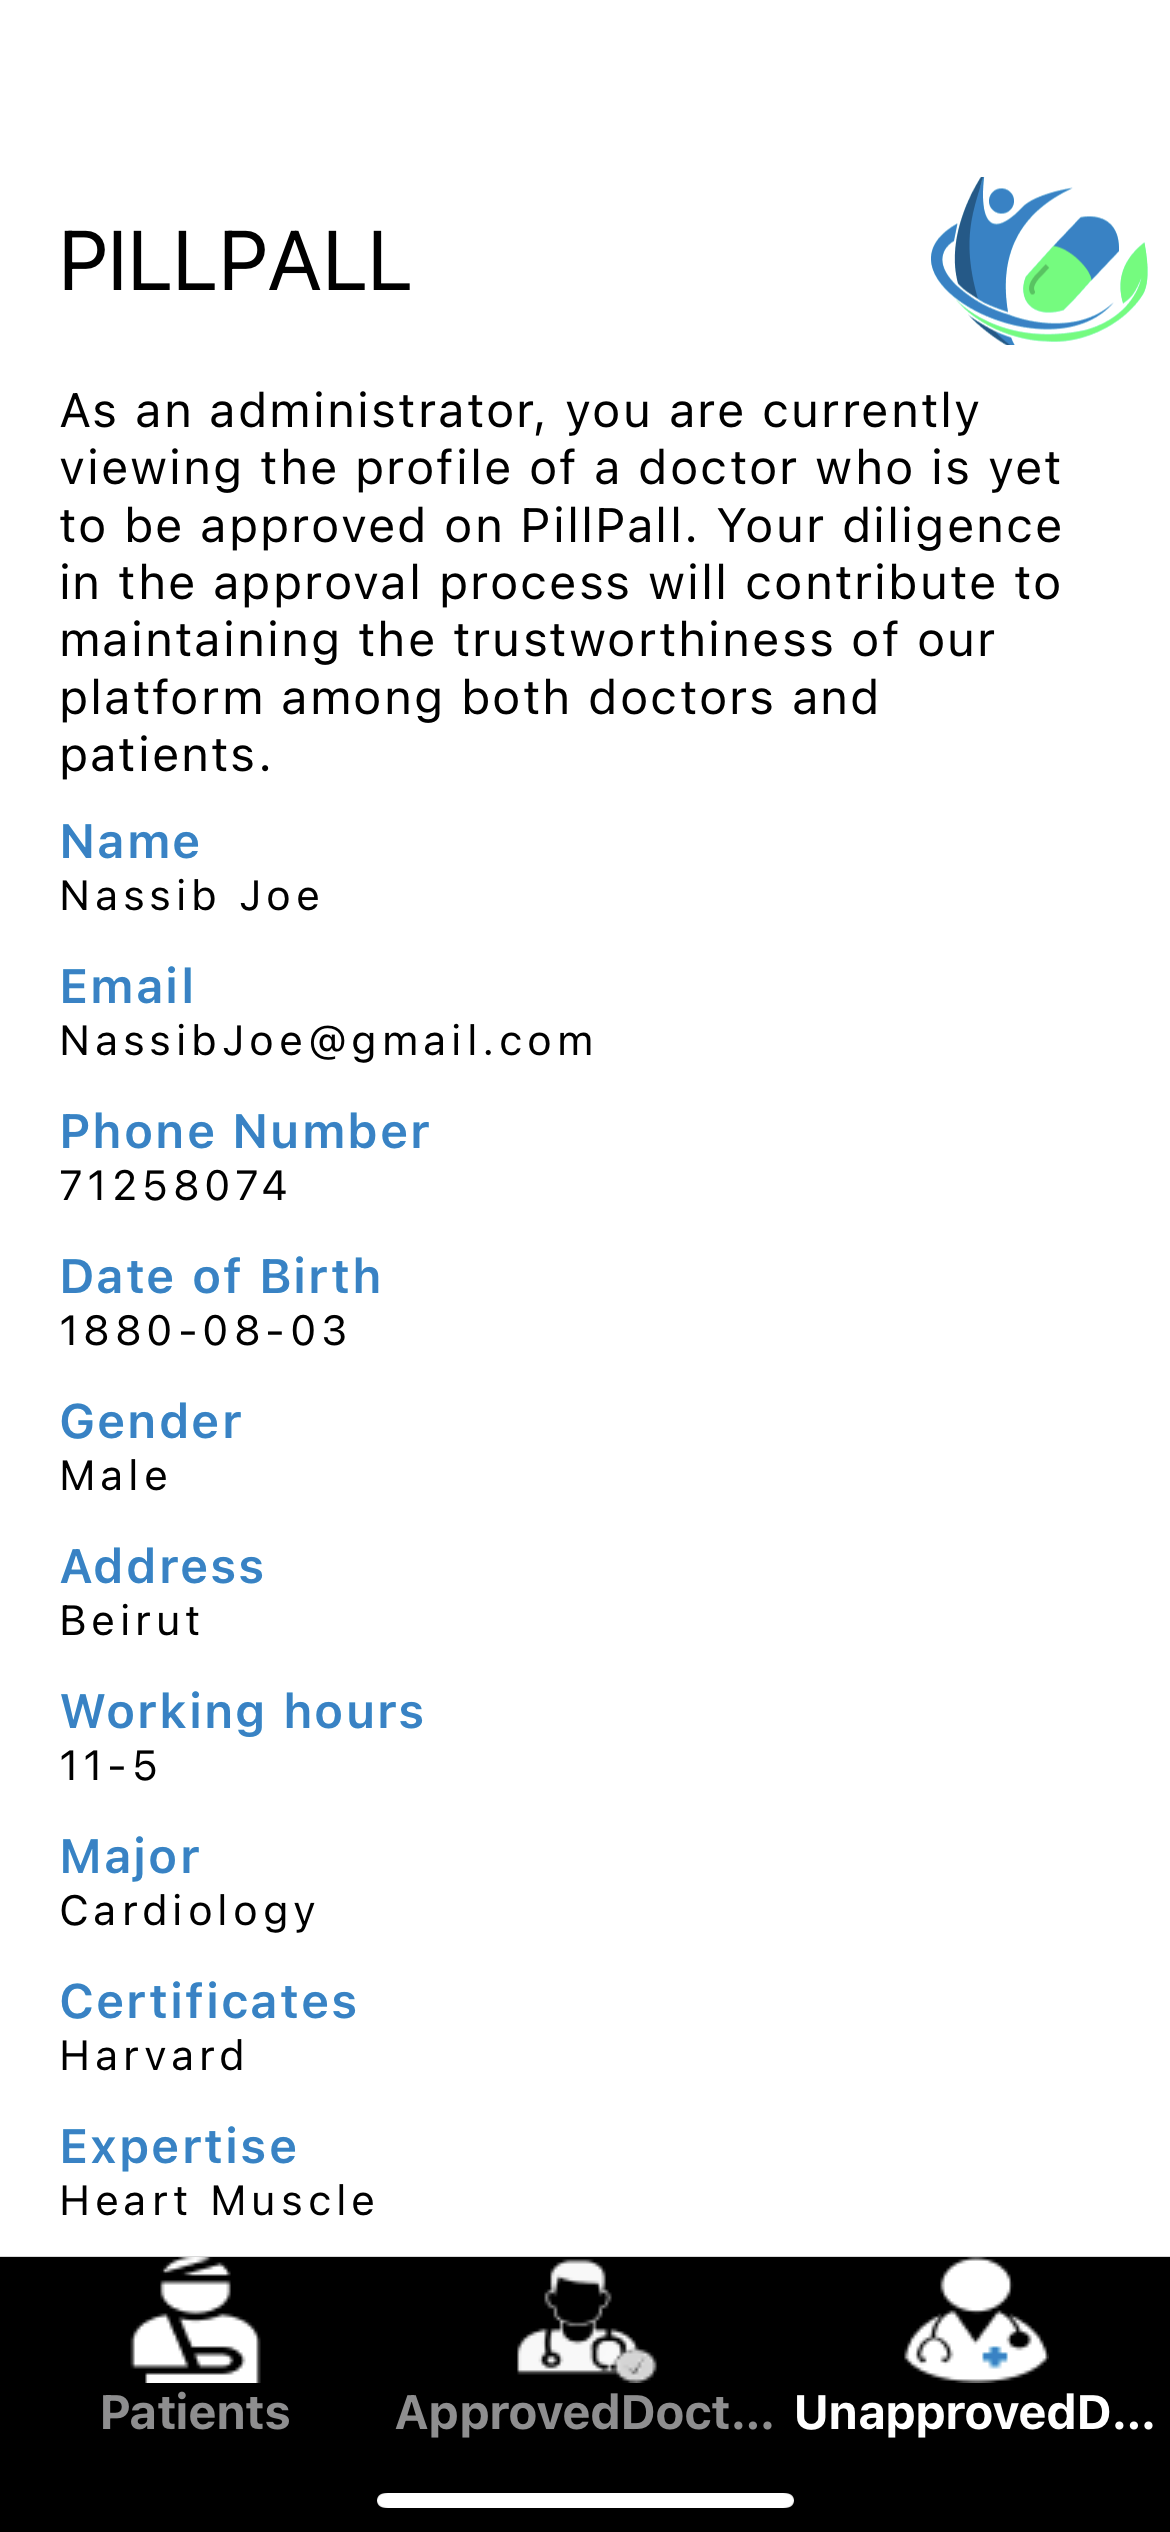 PILLPALL
As an administrator, you are currently
viewing the profile of a doctor who is yet
to be approved on PillPall. Your diligence
in the approval process will contribute to
maintaining the trustworthiness of our
platform among both doctors and
patients.
Name
Nassib Joe
Email
NassibJoe@gmail.com
Phone Number
71258074
Date of Birth
1880-08-03
Gender
Male
Address
Beirut
Working hours
11-5
Major
Cardiology
Certificates
Harvard
Expertise
Heart Muscle
Patients
ApprovedDoct...
UnapprovedD...